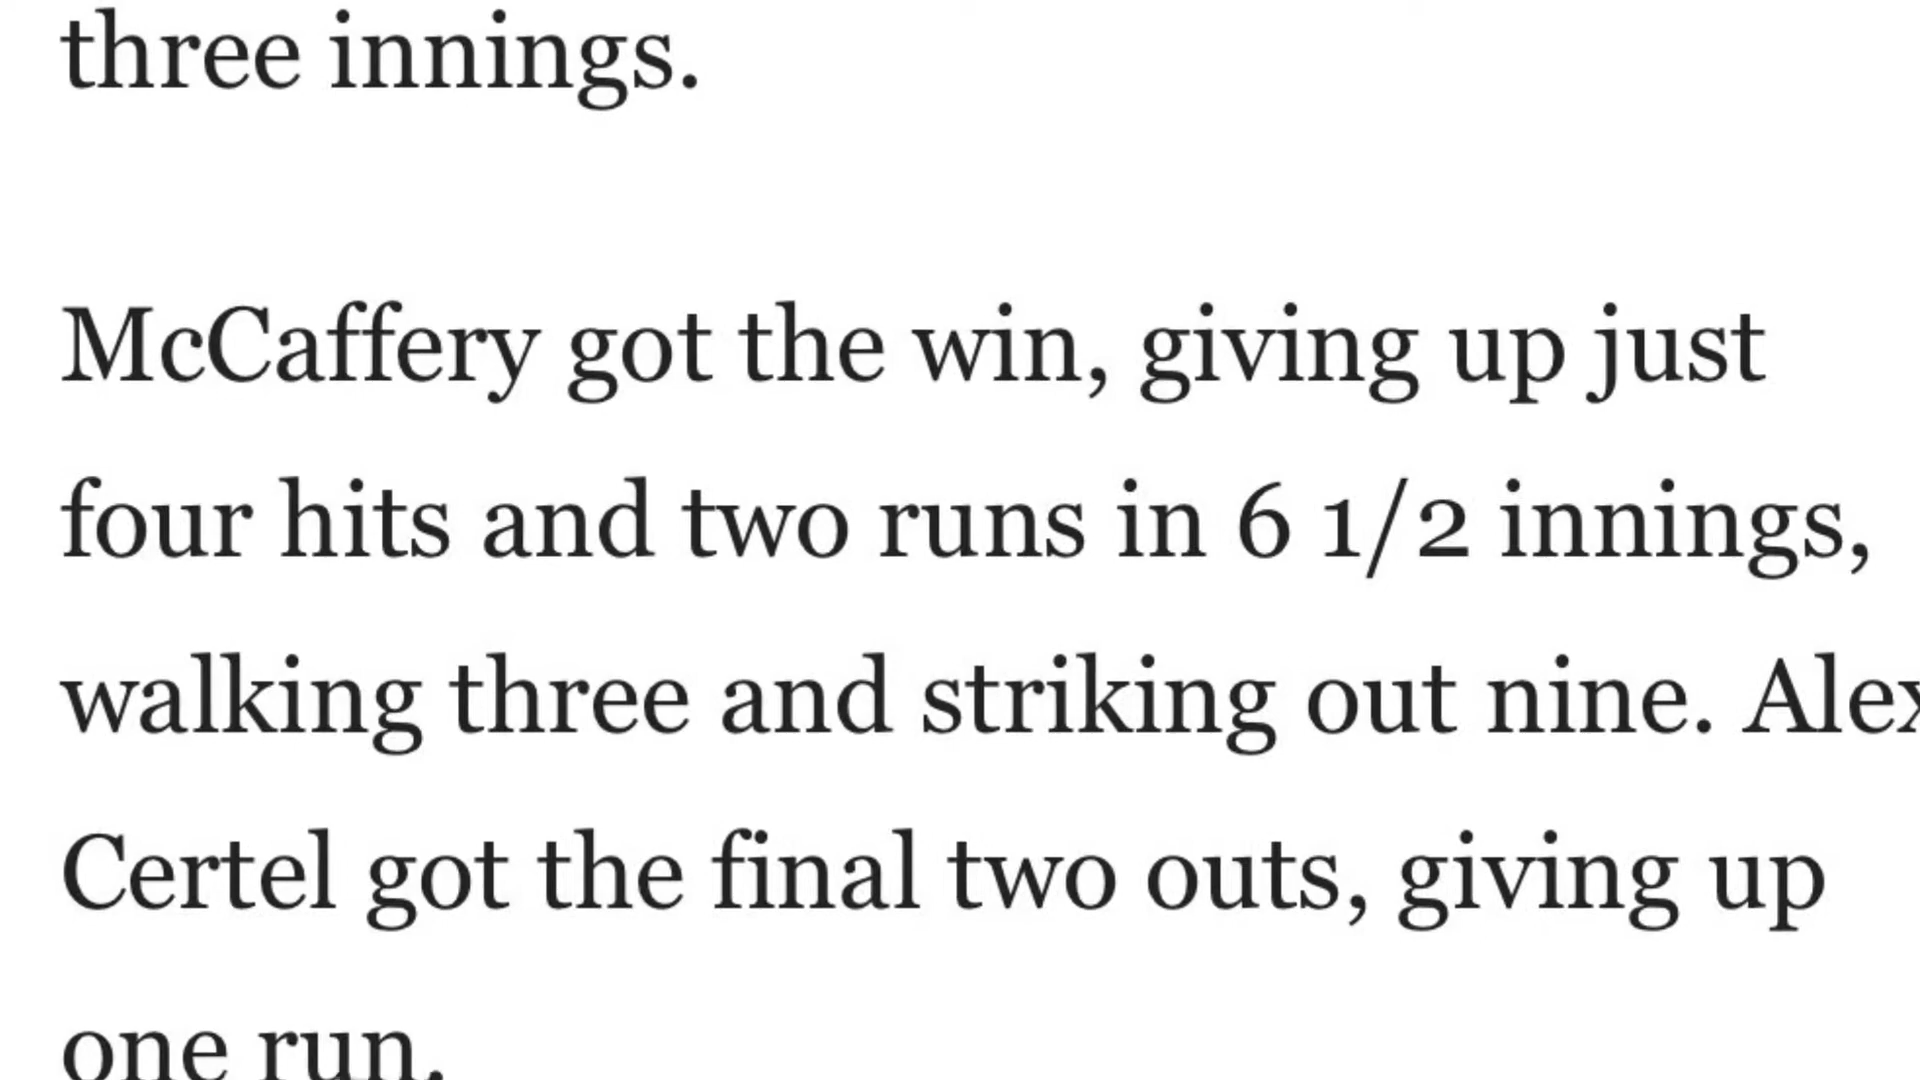 three innings.
McCaffery got the win, giving up just
four hits and two runs in 6 1/2 innings,
walking three and striking out nine. Alex
Certel got the final two outs, giving up
one run.